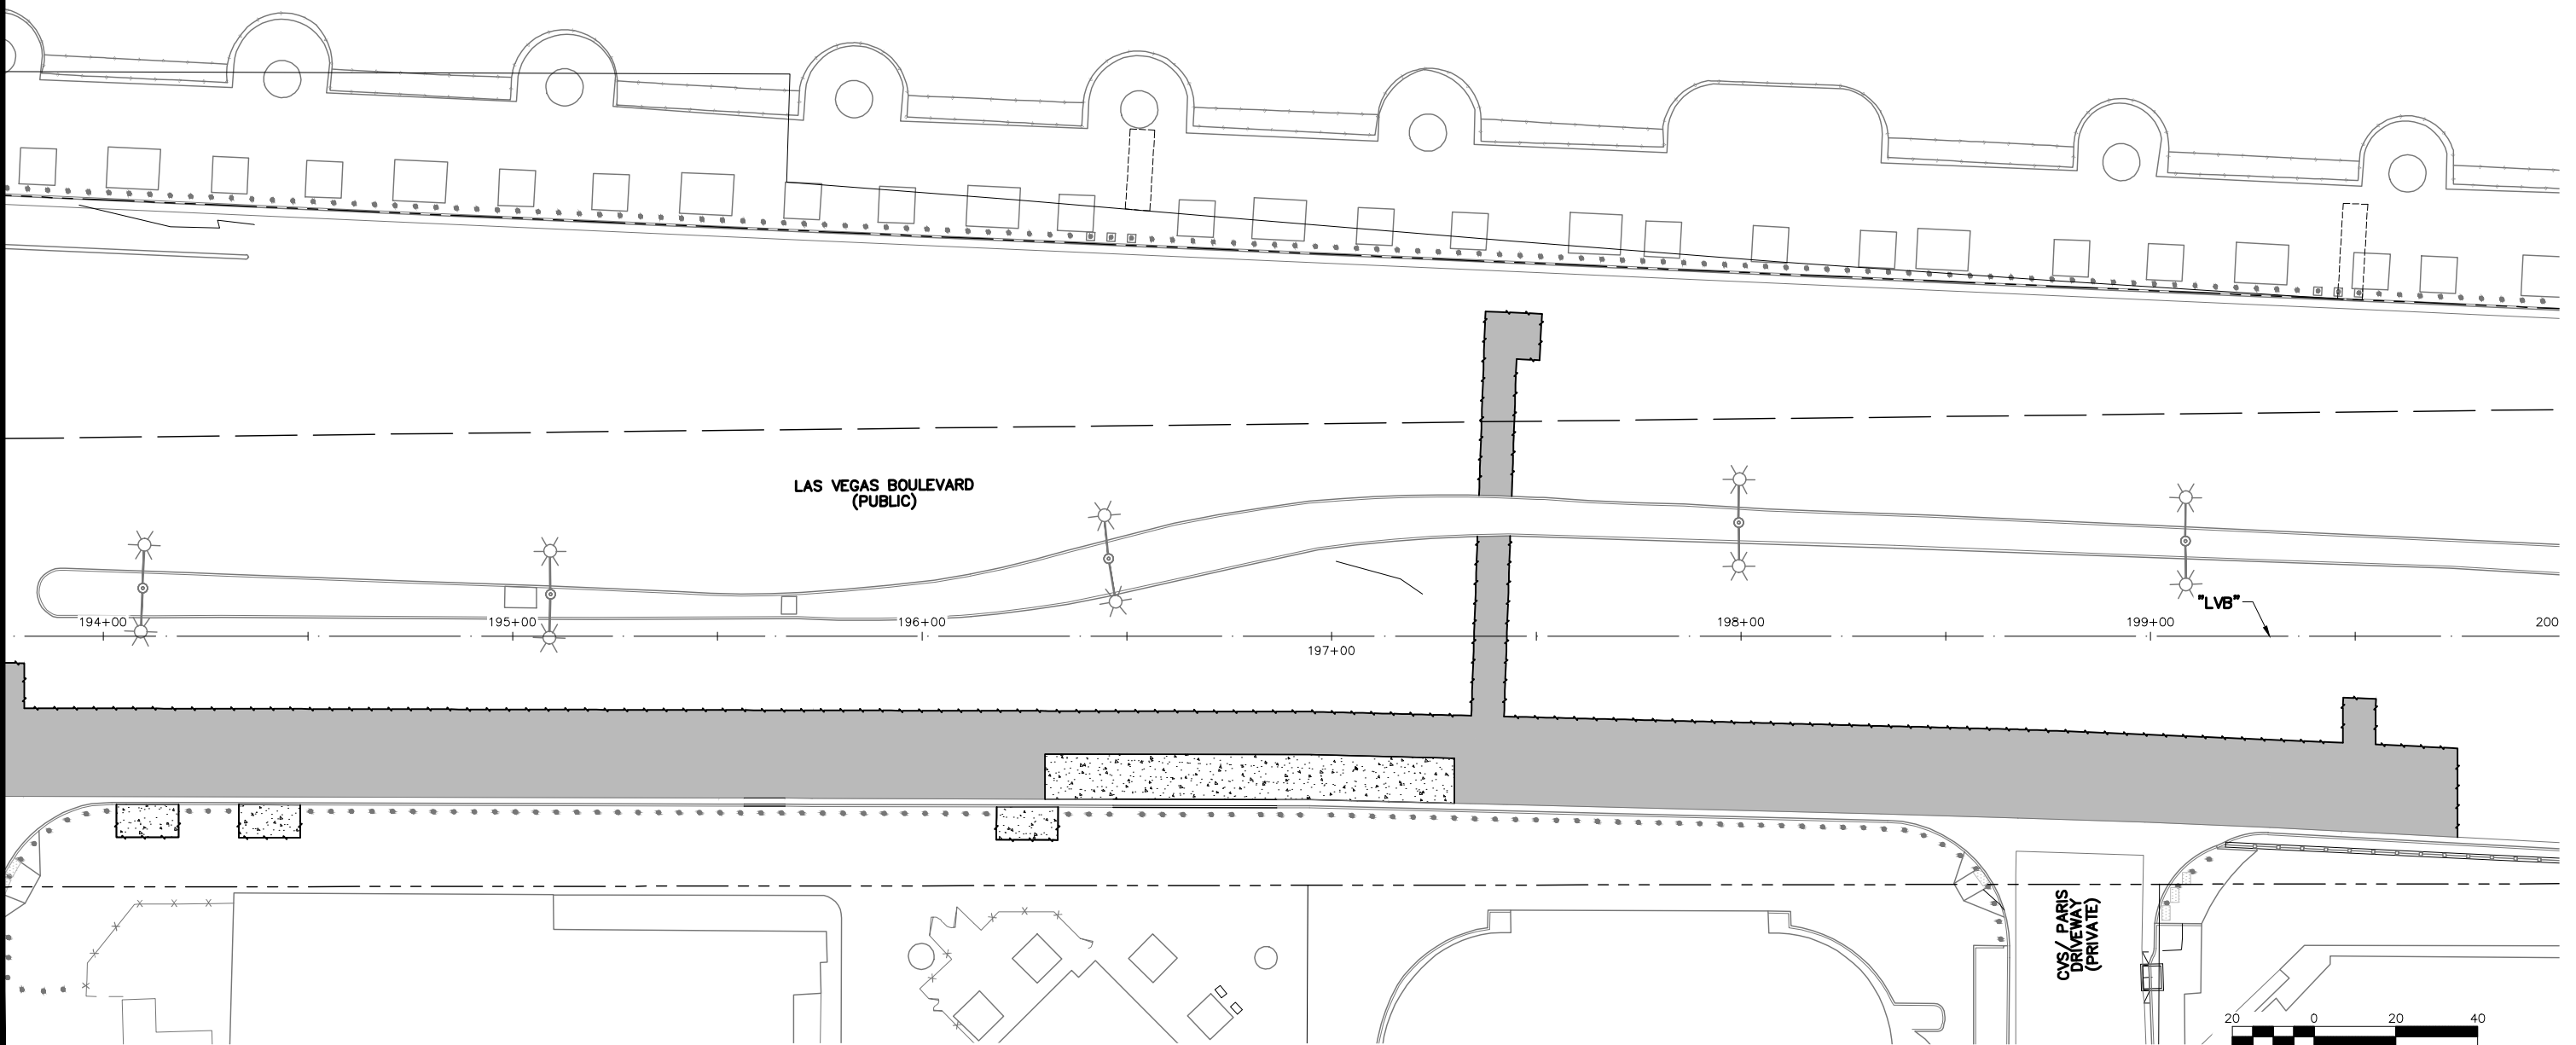 LAS VEGAS BOULEVARD
(PUBLIC)
"LVB"
194+00
195+00
196+00
197+00
198+00
199+00
200
CVS/ PARIS
DRIVEWAY
(PRIVATE)
20
0
20
40